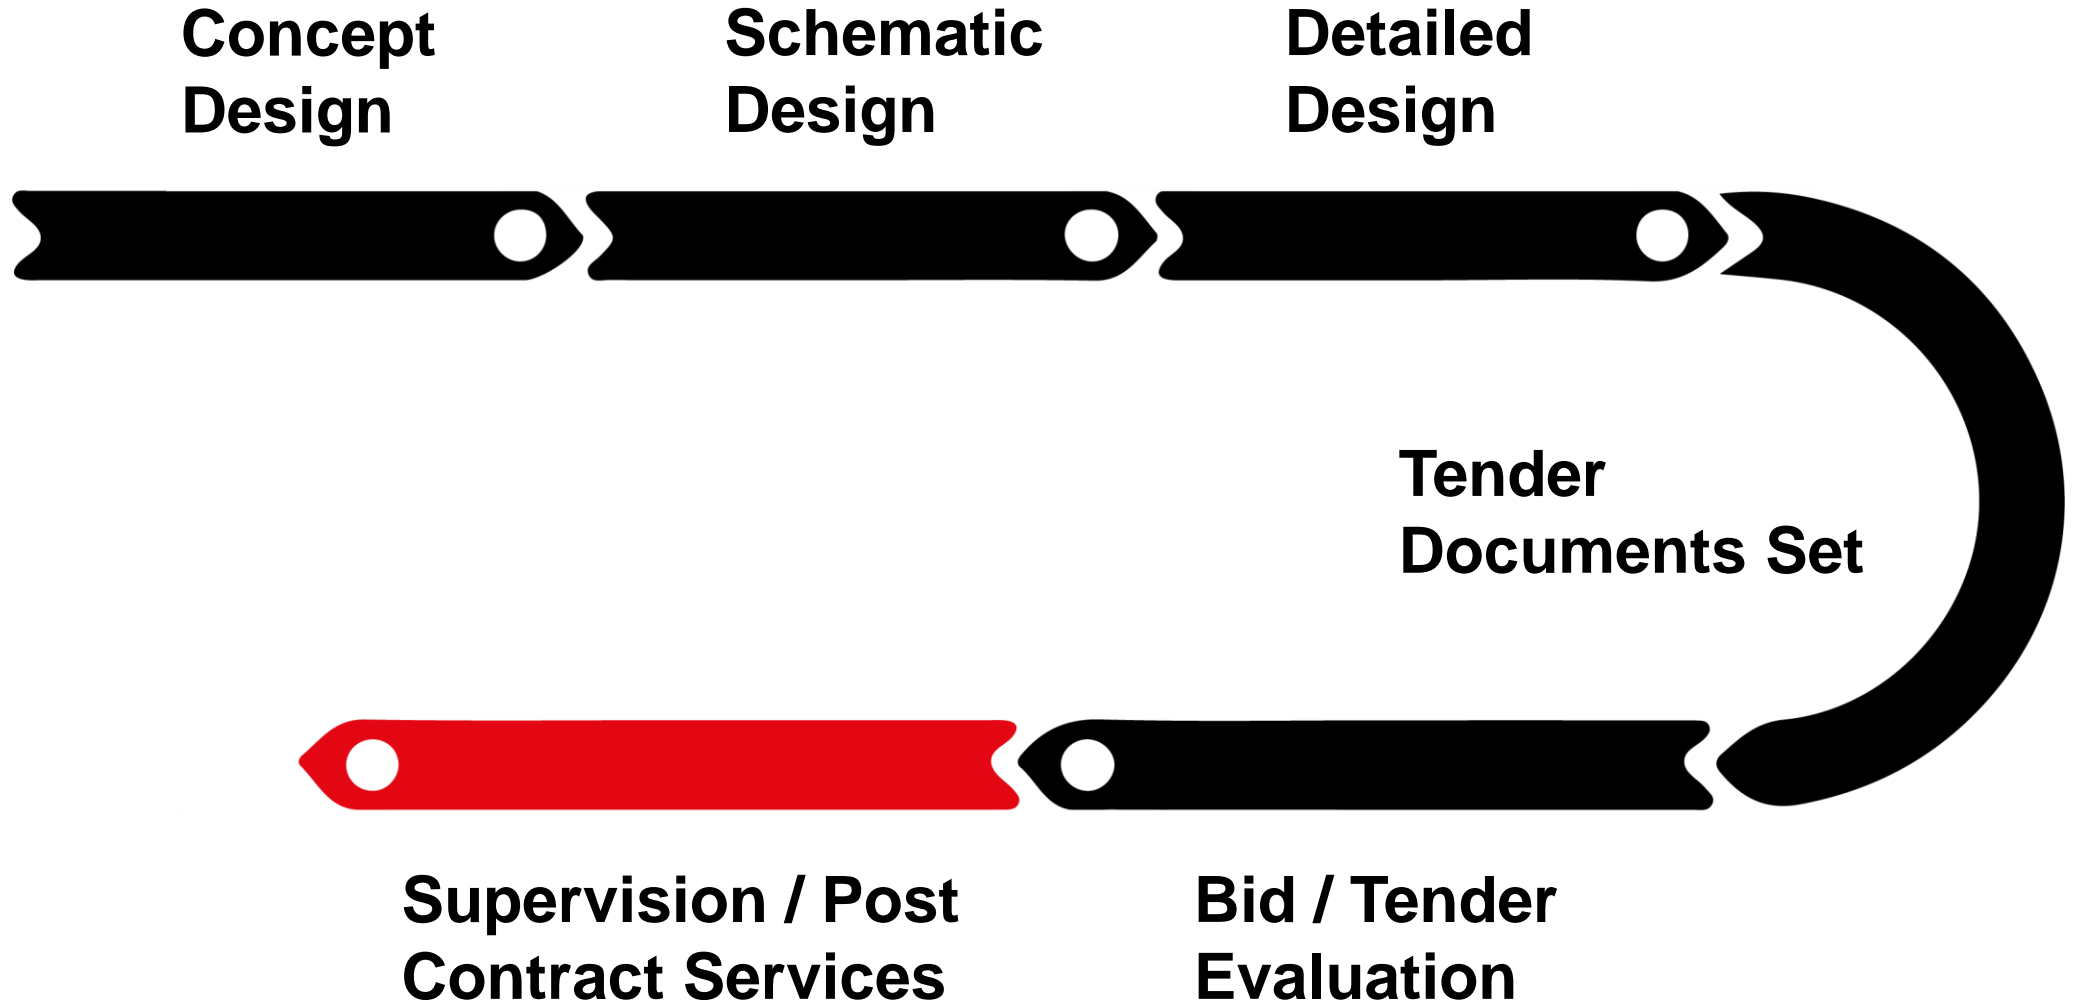 Concept
Design
Schematic
Design
Detailed
Design
Tender
Documents Set
Supervision / Post
Contract Services
Bid / Tender
Evaluation